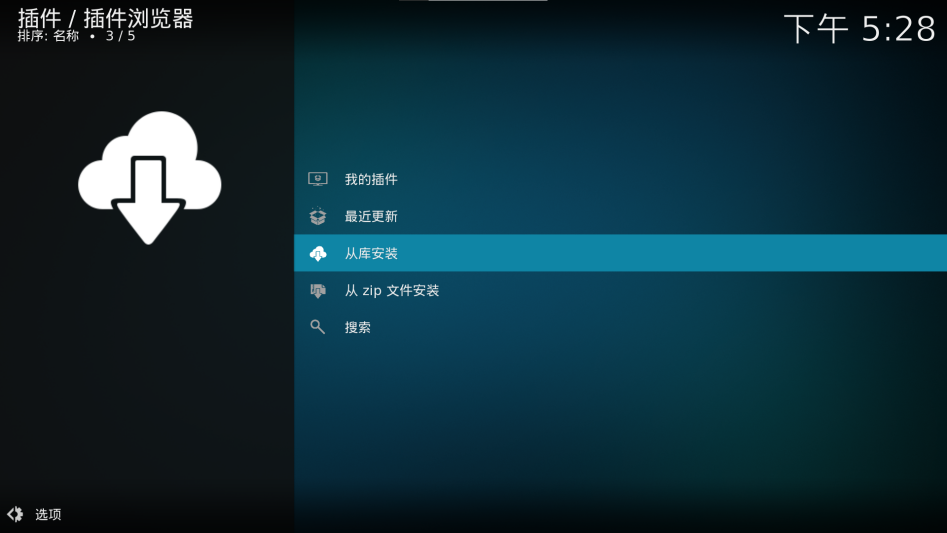 插件 / 插件浏览器
排序: 名称 • 3 / 5
下午 5:28
我的插件
最近更新
从库安装
从 zip 文件安装
搜索
选项